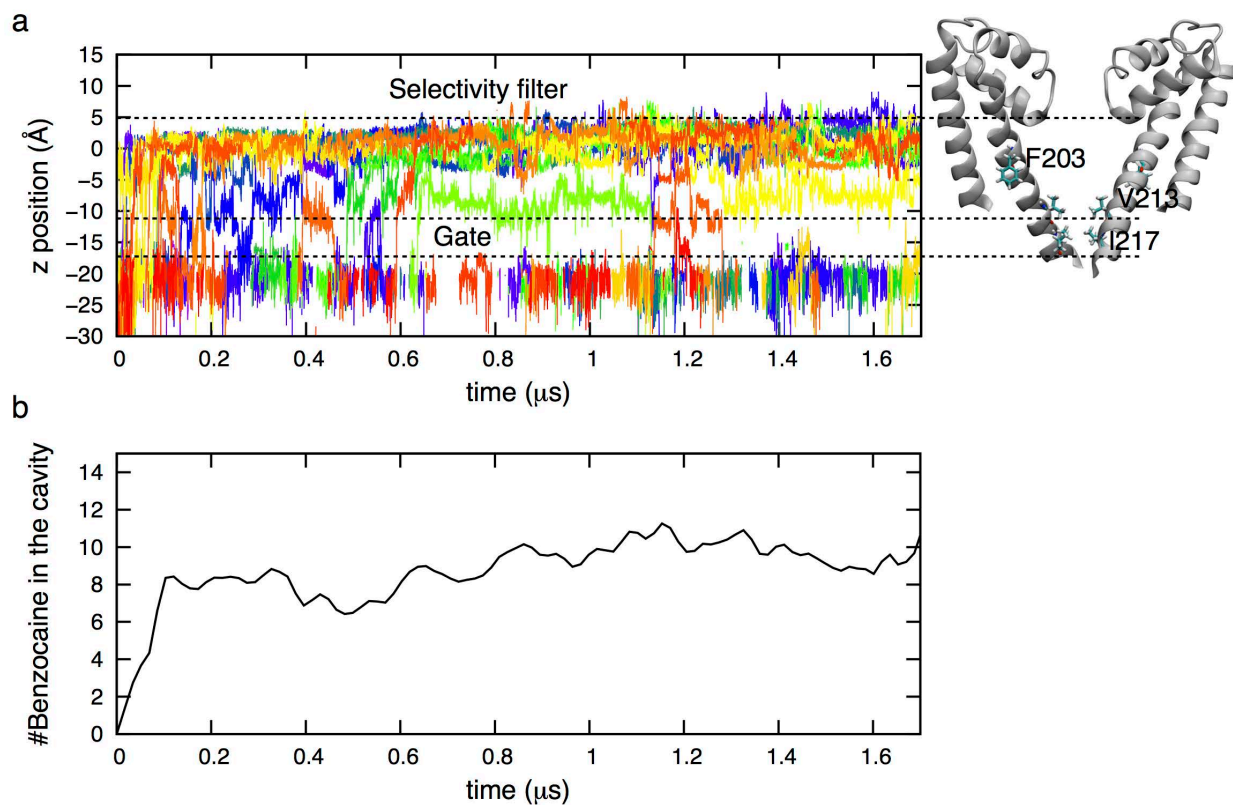 a
15
10
5
0
−5
−10
−15
−20
−25
−30
z position (Å)
Selectivity filter
Gate
0 0.2 0.4 0.6 0.8 1 1.2 1.4 1.6
time (μs)
F203
V213
I217
b
14
12
10
8
6
4
2
0
#Benzocaine in the cavity
0 0.2 0.4 0.6 0.8 1 1.2 1.4 1.6
time (μs)